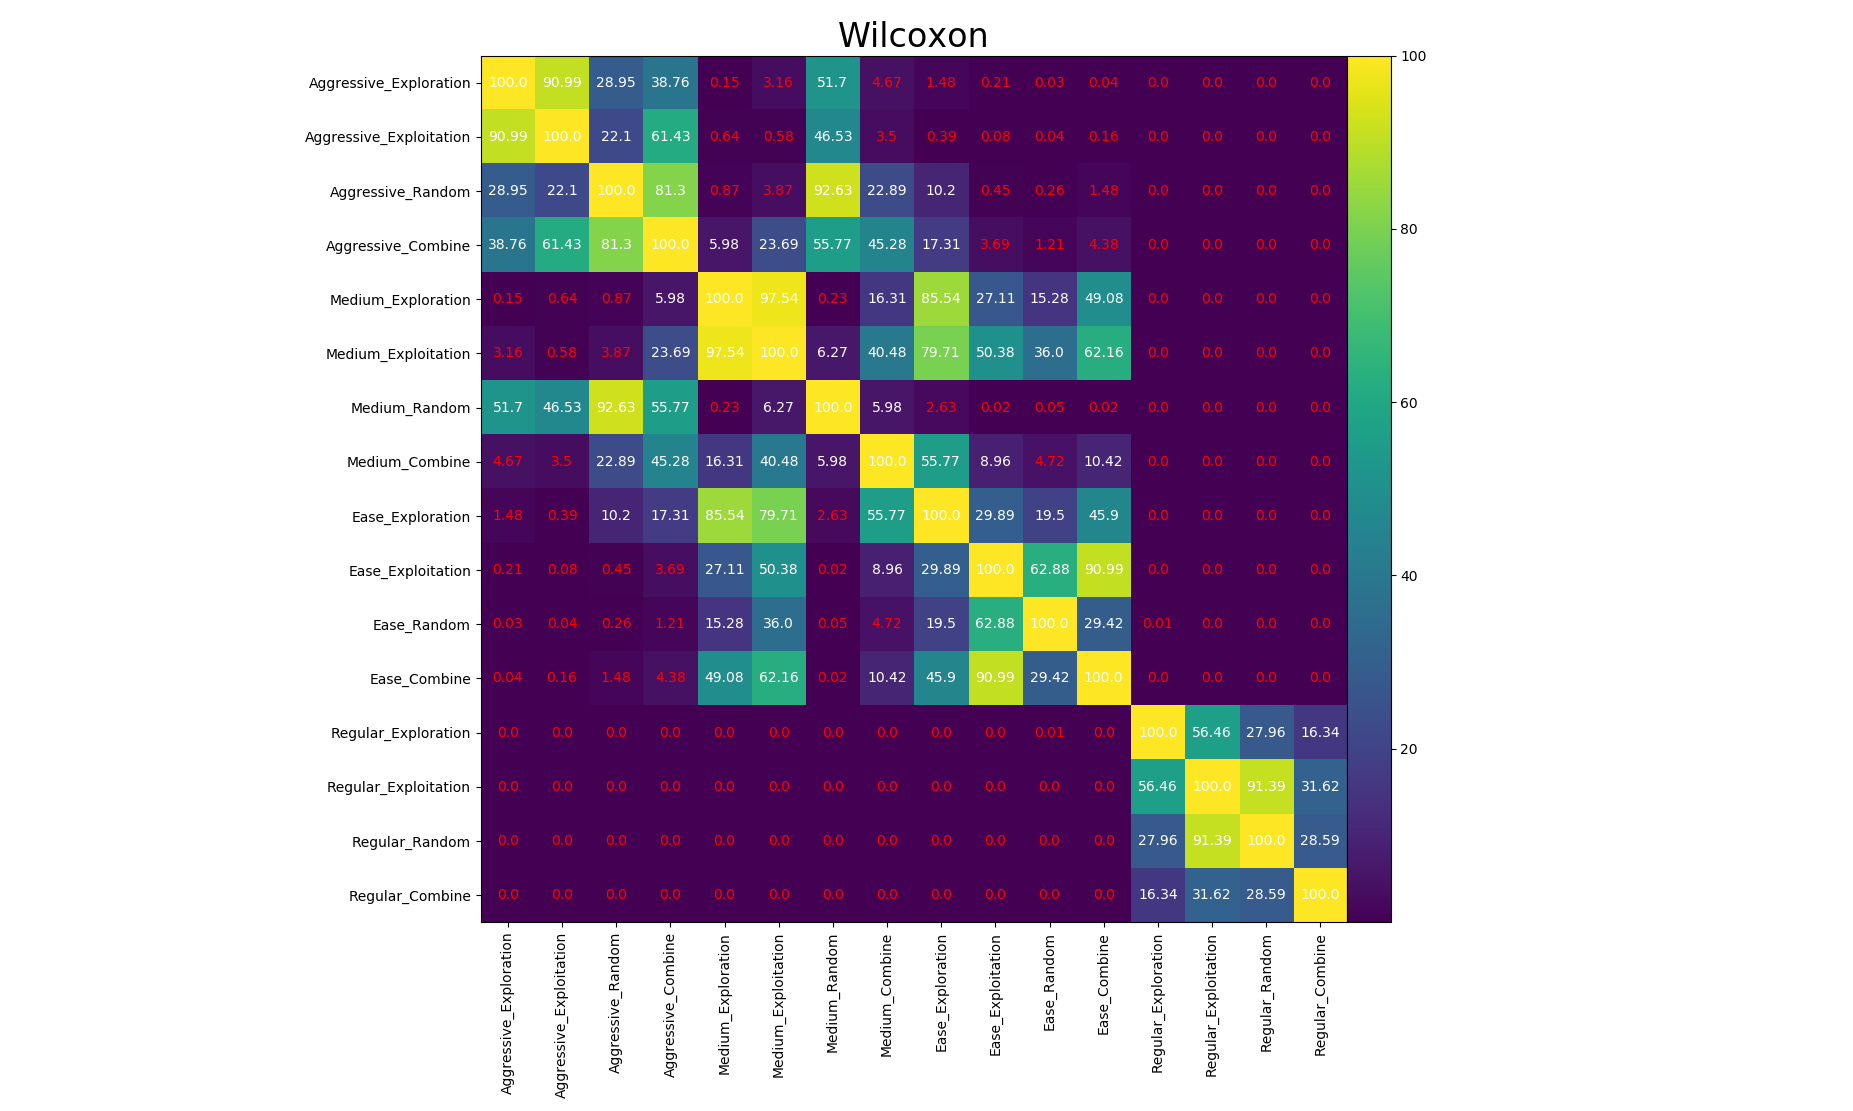 Wilcoxon
Aggressive_Exploration 100.0 90.99 28.95 38.76 0.15 3.16 51.7 4.67 1.48 0.21 0.03 0.04 0.0 0.0 0.0 0.0
Aggressive_Exploitation 90.99 100.0 22.1 61.43 0.64 0.58 46.53 3.5 0.39 0.08 0.04 0.16 0.0 0.0 0.0 0.0
Aggressive_Random 28.95 22.1 100.0 81.3 0.87 3.87 92.63 22.89 10.2 0.45 0.26 1.48 0.0 0.0 0.0 0.0
Aggressive_Combine 38.76 61.43 81.3 100.0 5.98 23.69 55.77 45.28 17.31 3.69 1.21 4.38 0.0 0.0 0.0 0.0
Medium_Exploration 0.15 0.64 0.87 5.98 100.0 97.54 0.23 16.31 85.54 27.11 15.28 49.08 0.0 0.0 0.0 0.0
Medium_Exploitation 3.16 0.58 3.87 23.69 97.54 100.0 6.27 40.48 79.71 50.38 36.0 62.16 0.0 0.0 0.0 0.0
Medium_Random 51.7 46.53 92.63 55.77 0.23 6.27 100.0 5.98 2.63 0.02 0.05 0.02 0.0 0.0 0.0 0.0
Medium_Combine 4.67 3.5 22.89 45.28 16.31 40.48 5.98 100.0 55.77 8.96 4.72 10.42 0.0 0.0 0.0 0.0
Ease_Exploration 1.48 0.39 10.2 17.31 85.54 79.71 2.63 55.77 100.0 29.89 19.5 45.9 0.0 0.0 0.0 0.0
Ease_Exploitation 0.21 0.08 0.45 3.69 27.11 50.38 0.02 8.96 29.89 100.0 62.88 90.99 0.0 0.0 0.0 0.0
Ease_Random 0.03 0.04 0.26 1.21 15.28 36.0 0.05 4.72 19.5 62.88 100.0 29.42 0.01 0.0 0.0 0.0
Ease_Combine 0.04 0.16 1.48 4.38 49.08 62.16 0.02 10.42 45.9 90.99 29.42 100.0 0.0 0.0 0.0 0.0
Regular_Exploration 0.0 0.0 0.0 0.0 0.0 0.0 0.0 0.0 0.0 0.0 0.01 0.0 100.0 56.46 27.96 16.34
Regular_Exploitation 0.0 0.0 0.0 0.0 0.0 0.0 0.0 0.0 0.0 0.0 0.0 0.0 56.46 100.0 91.39 31.62
Regular_Random 0.0 0.0 0.0 0.0 0.0 0.0 0.0 0.0 0.0 0.0 0.0 0.0 27.96 91.39 100.0 28.59
Regular_Combine 0.0 0.0 0.0 0.0 0.0 0.0 0.0 0.0 0.0 0.0 0.0 0.0 16.34 31.62 28.59 100.0
Aggressive_Exploration
Aggressive_Exploitation
Aggressive_Random
Aggressive_Combine
Medium_Exploration
Medium_Exploitation
Medium_Random
Medium_Combine
Ease_Exploration
Ease_Exploitation
Ease_Random
Ease_Combine
Regular_Exploration
Regular_Exploitation
Regular_Random
Regular_Combine
100
80
60
40
20